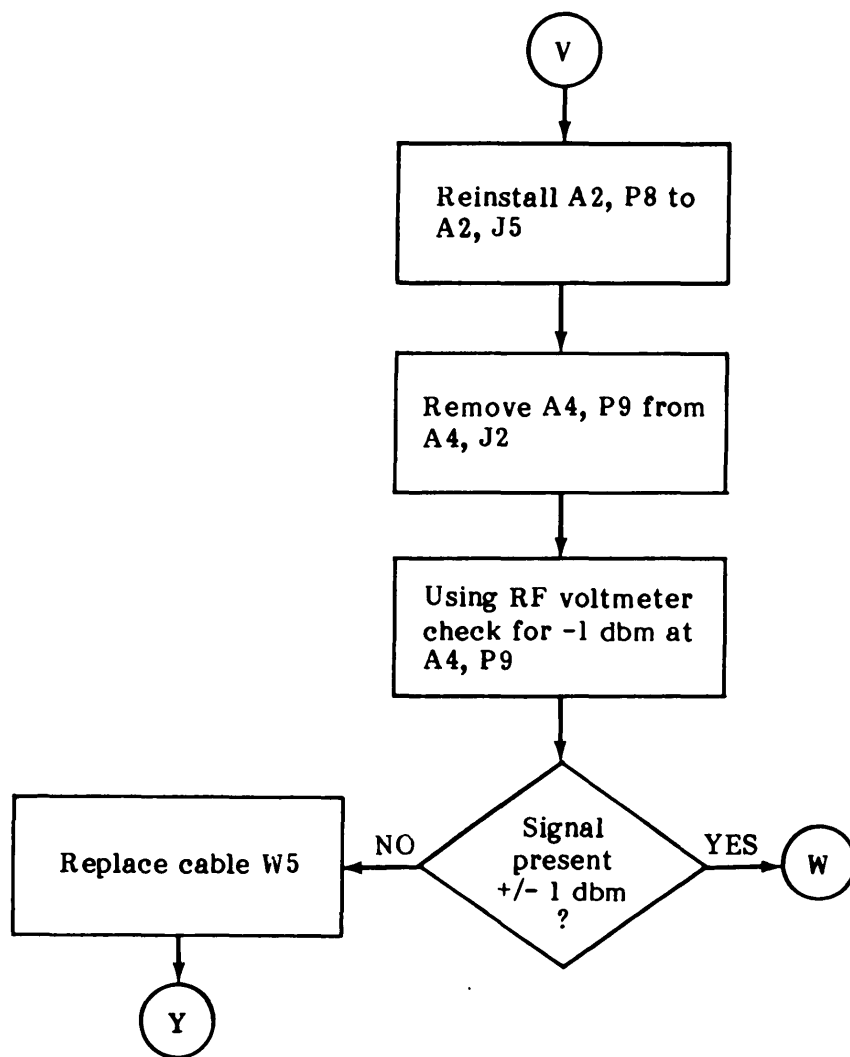 V
Reinstall A2, P8 to
A2, J5
Remove A4, P9 from
A4, J2
Using RF voltmeter
check for -1 dbm at
A4, P9
Signal
present
+/- 1 dbm
?
NO
YES
Replace cable W5
W
Y